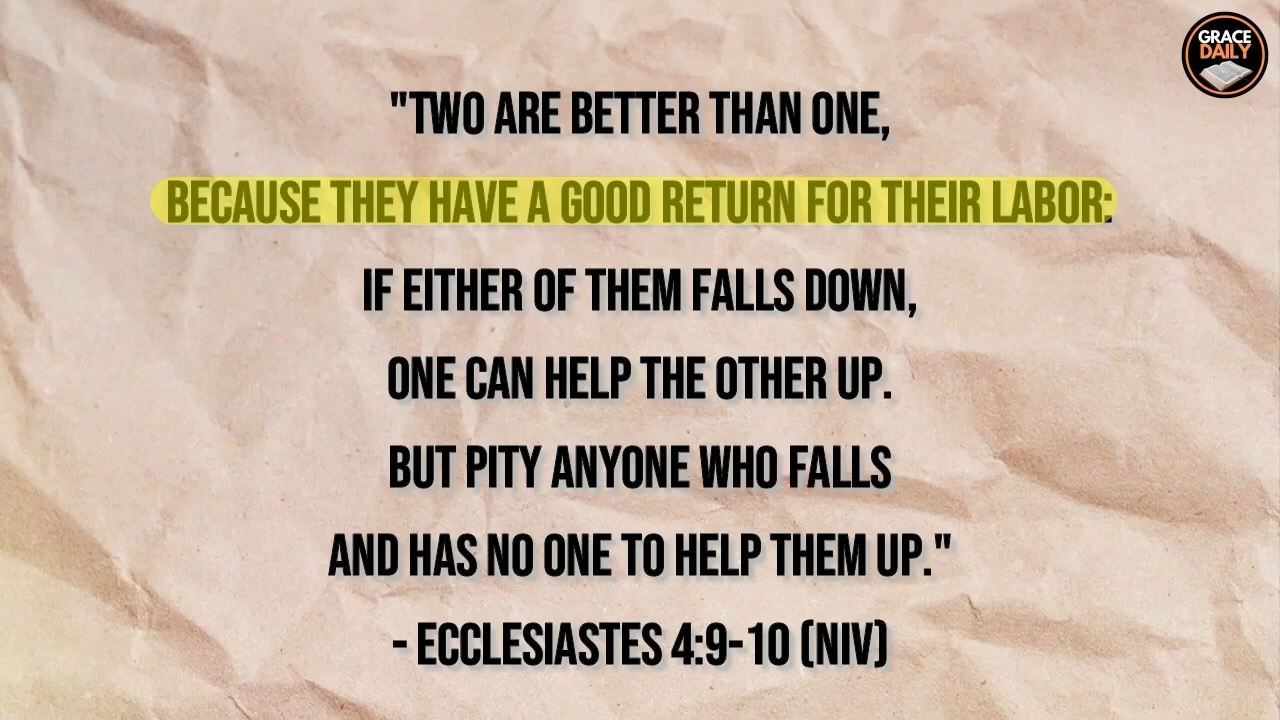 GRACE
DAILY
"TWO ARE BETTER THAN ONE,
BECAUSE THEY HAVE A GOOD RETURN FOR THEIR LABOR:
IF EITHER OF THEM FALLS DOWN,
ONE CAN HELP THE OTHER UP.
BUT PITY ANYONE WHO FALLS
AND HAS NO ONE TO HELP THEM UP."
- ECCLESIASTES 4:9-10 (NIV)